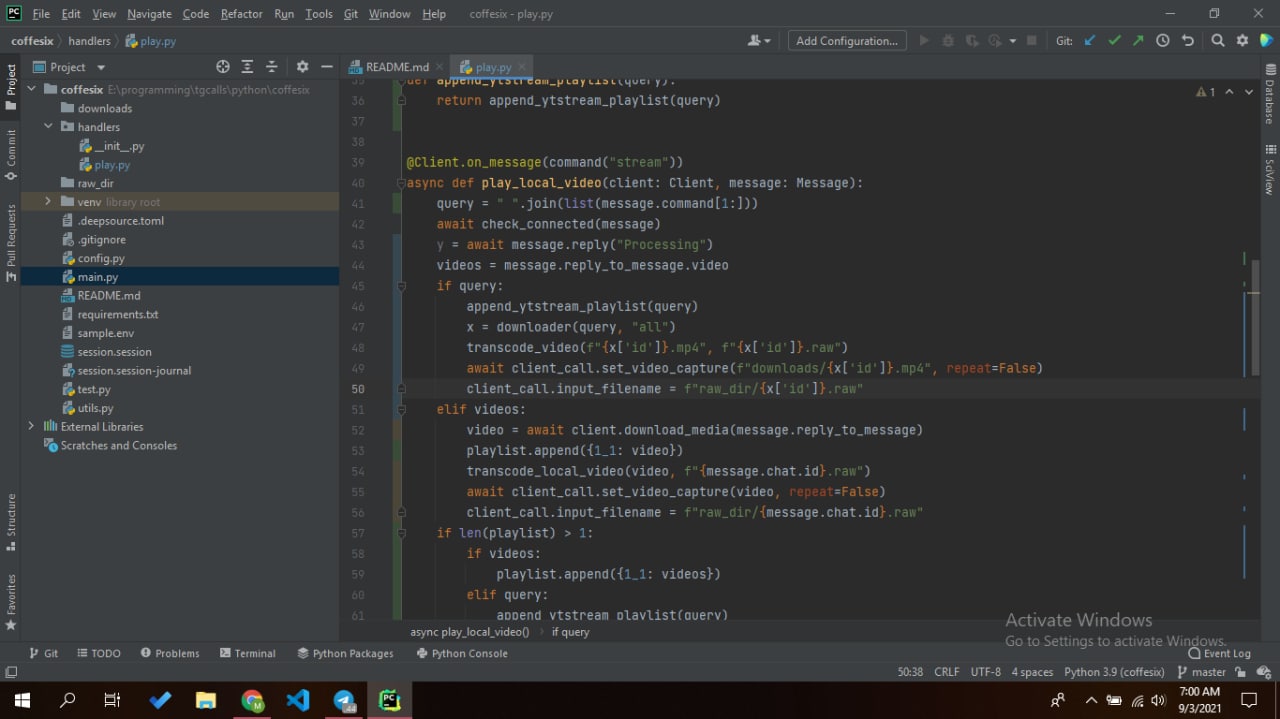 File Edit View Navigate Code Refactor Run Tools Git Window Help coffesix - play.py
coffesix handlers play.py Add Configuration... Git:
Project README.md play.py
Project
Commit
Pull Requests
Structure
Favorites
coffesix E:\programming\tgcalls\python\coffesix
downloads
handlers
__init__.py
play.py
raw_dir
venv library root
.deepsource.toml
.gitignore
config.py
main.py
README.md
requirements.txt
sample.env
session.session
session.session-journal
test.py
utils.py
External Libraries
Scratches and Consoles
35 def append_ytstream_playlist(query):
36 return append_ytstream_playlist(query)
37
38
39 @Client.on_message(command("stream"))
40 async def play_local_video(client: Client, message: Message):
41 query = " ".join(list(message.command[1:]))
42 await check_connected(message)
43 y = await message.reply("Processing")
44 videos = message.reply_to_message.video
45 if query:
46 append_ytstream_playlist(query)
47 x = downloader(query, "all")
48 transcode_video(f"{x['id']}.mp4", f"{x['id']}.raw")
49 await client_call.set_video_capture(f"downloads/{x['id']}.mp4", repeat=False)
50 client_call.input_filename = f"raw_dir/{x['id']}.raw"
51 elif videos:
52 video = await client.download_media(message.reply_to_message)
53 playlist.append({1_1: video})
54 transcode_local_video(video, f"{message.chat.id}.raw")
55 await client_call.set_video_capture(video, repeat=False)
56 client_call.input_filename = f"raw_dir/{message.chat.id}.raw"
57 if len(playlist) > 1:
58 if videos:
59 playlist.append({1_1: videos})
60 elif query:
61 append_ytstream_playlist(query)
1
Database
SciView
Activate Windows
Go to Settings to activate Windows.
async play_local_video() if query
Git TODO Problems Terminal Python Packages Python Console Event Log
50:38 CRLF UTF-8 4 spaces Python 3.9 (coffesix) master
44
7:00 AM
9/3/2021